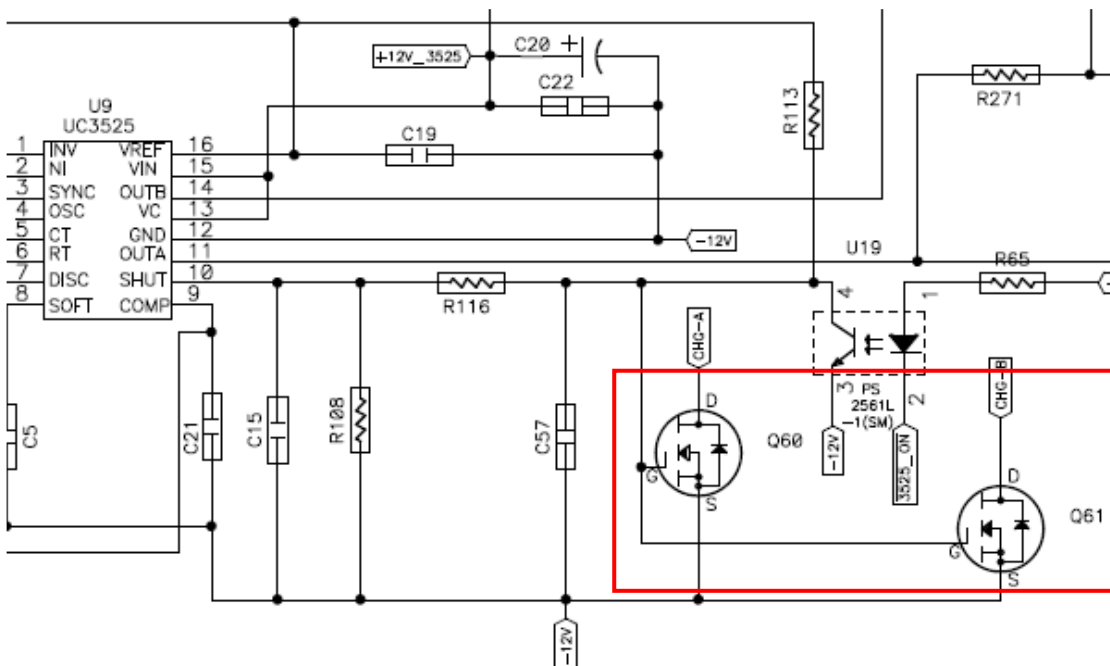 C20 +
+12V_3525
C22
R271
R113
U9
UC3525
C19
1 INV VREF 16
2 NI VIN 15
3 SYNC OUTB 14
4 OSC VC 13
5 CT GND 12
6 RT OUTA 11
7 DISC SHUT 10
8 SOFT COMP 9
-12V
U19
R65
R116
4
1
CHG-A
CHG-B
3
2
PS
2561L
-1(SM)
D
Q60
G
S
-12V
3525_ON
D
Q61
G
S
C5
C21
C15
R108
C57
-12V